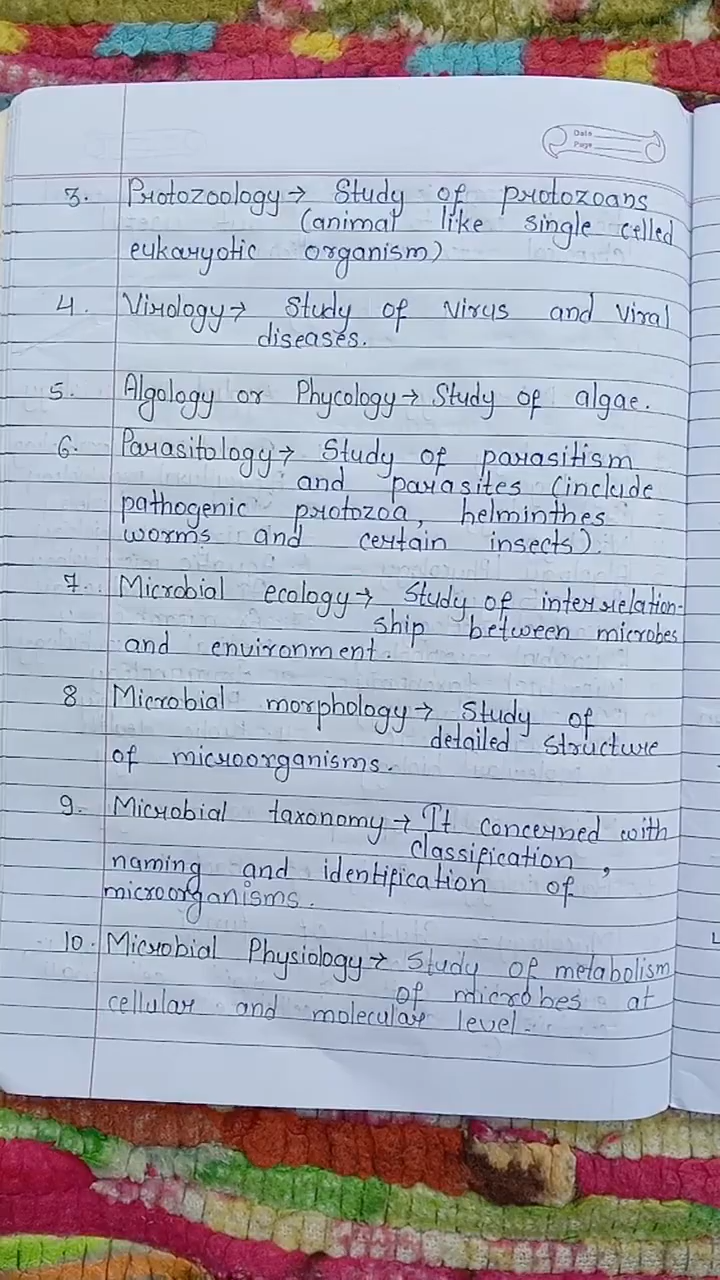 Date
Page
3. Protozoology → Study of protozoans
(animal like single celled
eukaryotic organism)
4. Virology → Study of virus and viral
diseases.
5. Algology or Phycology → Study of algae.
6. Parasitology → Study of parasitism
and parasites (include
pathogenic protozoa, helminthes
worms and certain insects).
7. Microbial ecology → Study of interrelation-
ship between microbes
and environment.
8 Microbial morphology → Study of
detailed structure
of microorganisms.
9. Microbial taxonomy → It concerned with
classification,
naming and identification of
microorganisms.
10. Microbial Physiology → Study of metabolism
of microbes at
cellular and molecular level.